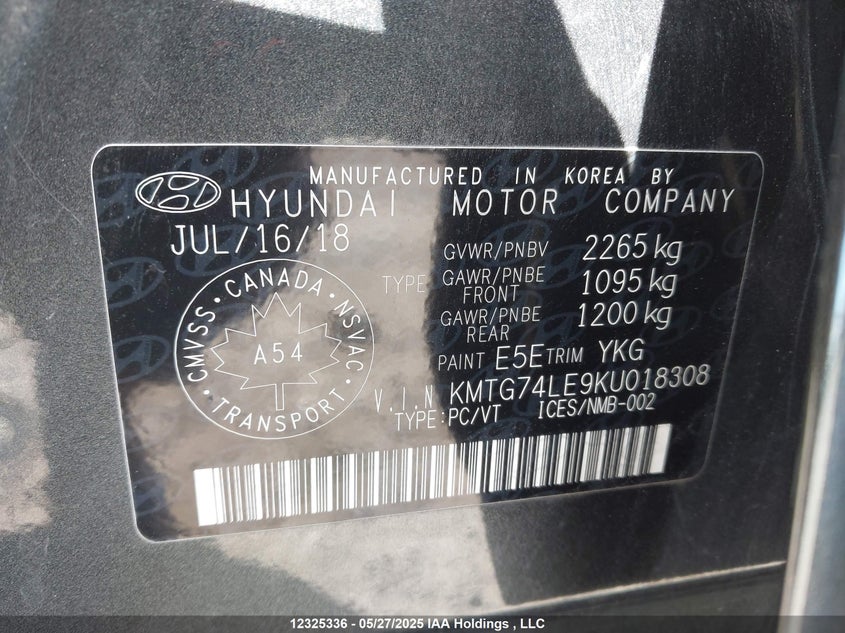 MANUFACTURED IN KOREA BY
HYUNDAI MOTOR COMPANY
JUL/16/18
GVWR/PNBV 2265 kg
TYPE GAWR/PNBE FRONT 1095 kg
GAWR/PNBE REAR 1200 kg
PAINT E5E TRIM YKG
V.I.N KMTG74LE9KU018308
TYPE: PC/VT ICES/NMB-002
CMVSS · CANADA · NSVAC · TRANSPORT ·
A54
12325336 - 05/27/2025 IAA Holdings , LLC